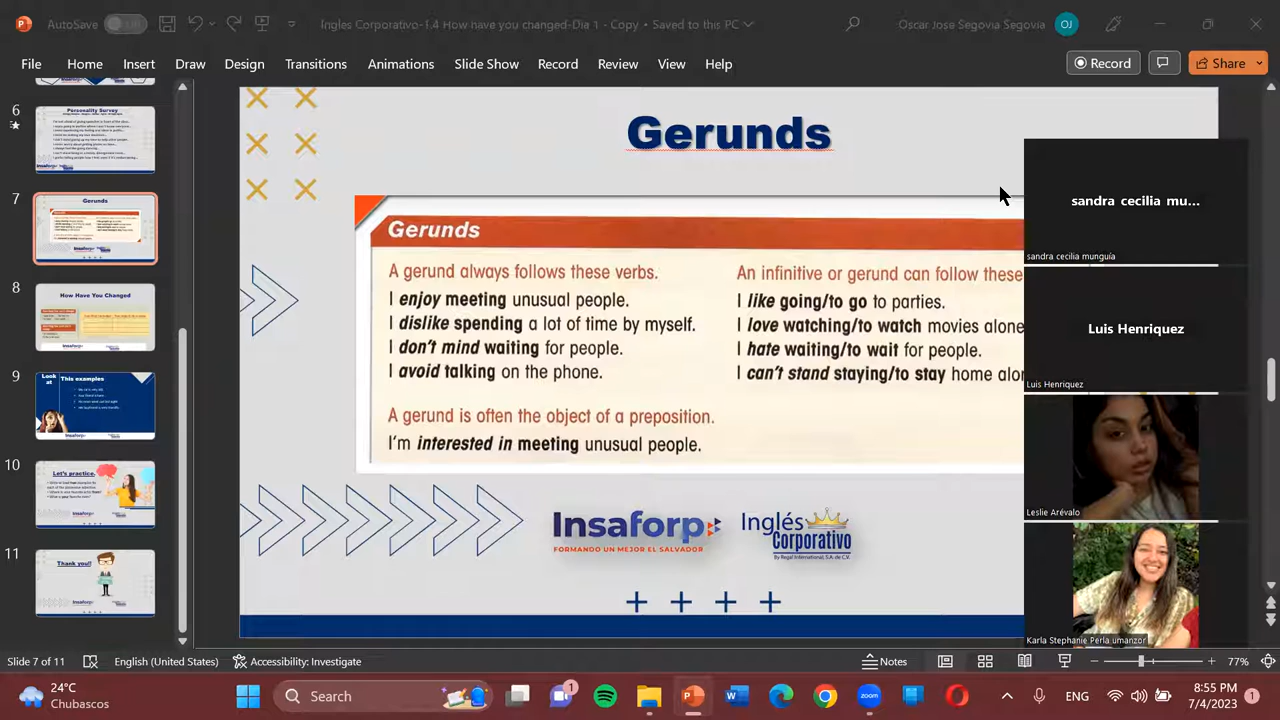 AutoSave
Off
Ingles Corporativo-1.4 How have you changed-Dia 1 - Copy • Saved to this PC
Oscar Jose Segovia Segovia
OJ
File Home Insert Draw Design Transitions Animations Slide Show Record Review View Help
Record
Share
6
Personality Survey
7
Gerunds
8
How Have You Changed
9
Look at
This examples
10
Let's practice.
11
Thank you!
Gerunds
Gerunds
A gerund always follows these verbs.
I enjoy meeting unusual people.
I dislike spending a lot of time by myself.
I don't mind waiting for people.
I avoid talking on the phone.
A gerund is often the object of a preposition.
I'm interested in meeting unusual people.
An infinitive or gerund can follow these
I like going/to go to parties.
I love watching/to watch movies alone
I hate waiting/to wait for people.
I can't stand staying/to stay home alo
Insaforp
FORMANDO UN MEJOR EL SALVADOR
Inglés
Corporativo
By Regal International, S.A. de C.V.
sandra cecilia mu...
sandra cecilia munguía
Luis Henriquez
Luis Henriquez
Leslie Arévalo
Karla Stephanie Perla umanzor
Slide 7 of 11
English (United States)
Accessibility: Investigate
Notes
77%
24°C
Chubascos
Search
1
zoom
ENG
8:55 PM
7/4/2023
1